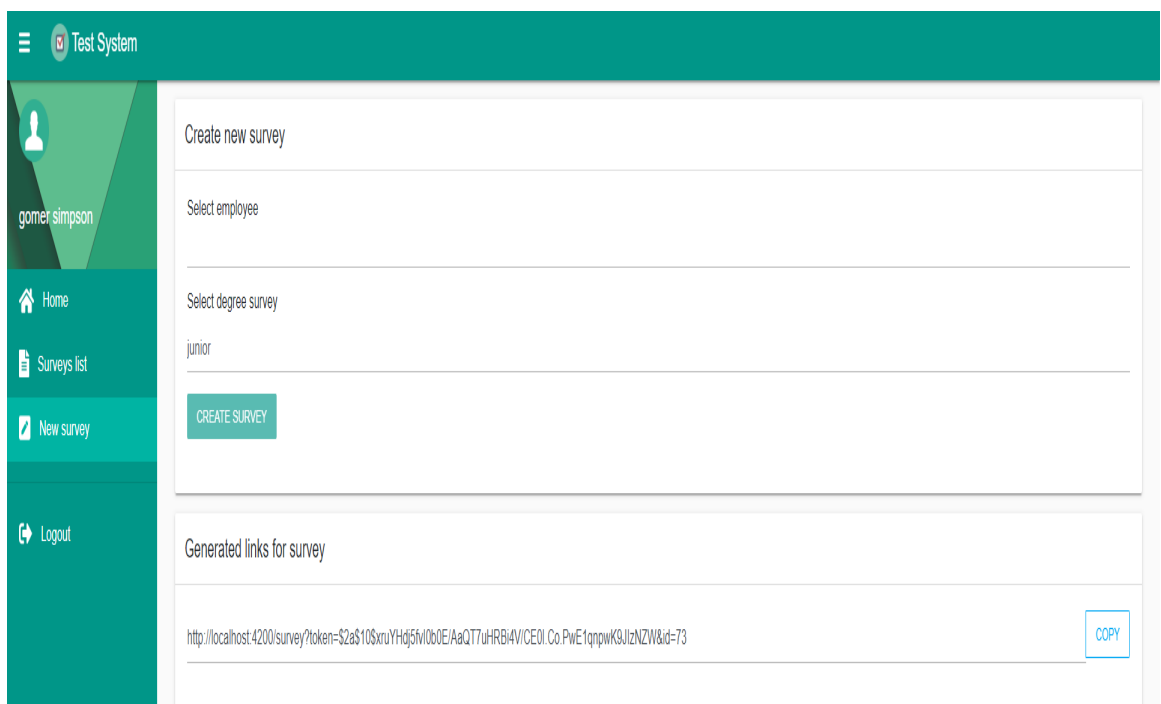 Test System
gomer simpson
Home
Surveys list
New survey
Logout
Create new survey
Select employee
Select degree survey
junior
CREATE SURVEY
Generated links for survey
http://localhost:4200/survey?token=$2a$10$xruYHdj5fvI0b0E/AaQT7uHRBi4V/CE0I.Co.PwE1qnpwK9JIzNZW&id=73
COPY